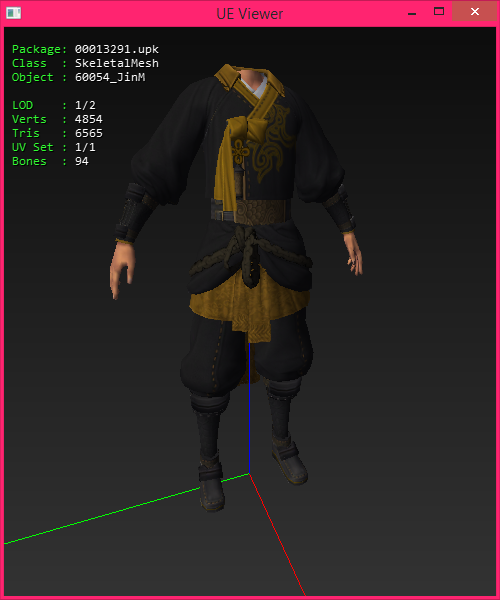 UE Viewer
Package: 00013291.upk
Class : SkeletalMesh
Object : 60054_JinM
LOD : 1/2
Verts : 4854
Tris : 6565
UV Set : 1/1
Bones : 94